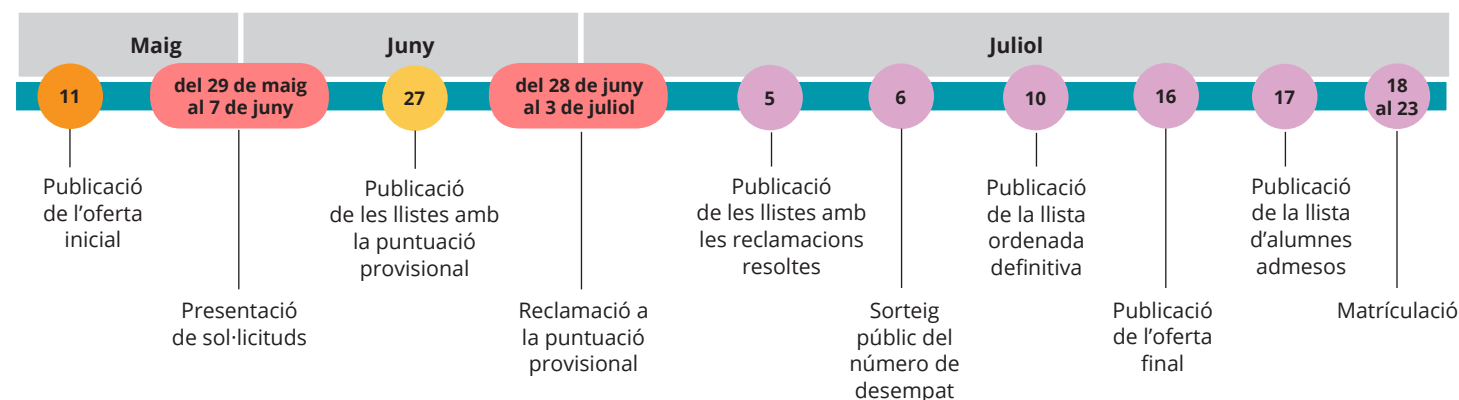 Maig
Juny
Juliol
11
del 29 de maig
al 7 de juny
27
del 28 de juny
al 3 de juliol
5
6
10
16
17
18
al 23
Publicació
de l’oferta
inicial
Presentació
de sol·licituds
Publicació
de les llistes amb
la puntuació
provisional
Reclamació a
la puntuació
provisional
Publicació
de les llistes amb
les reclamacions
resoltes
Sorteig
públic del
número de
desempat
Publicació
de la llista
ordenada
definitiva
Publicació
de l’oferta
final
Publicació
de la llista
d’alumnes
admesos
Matrículació